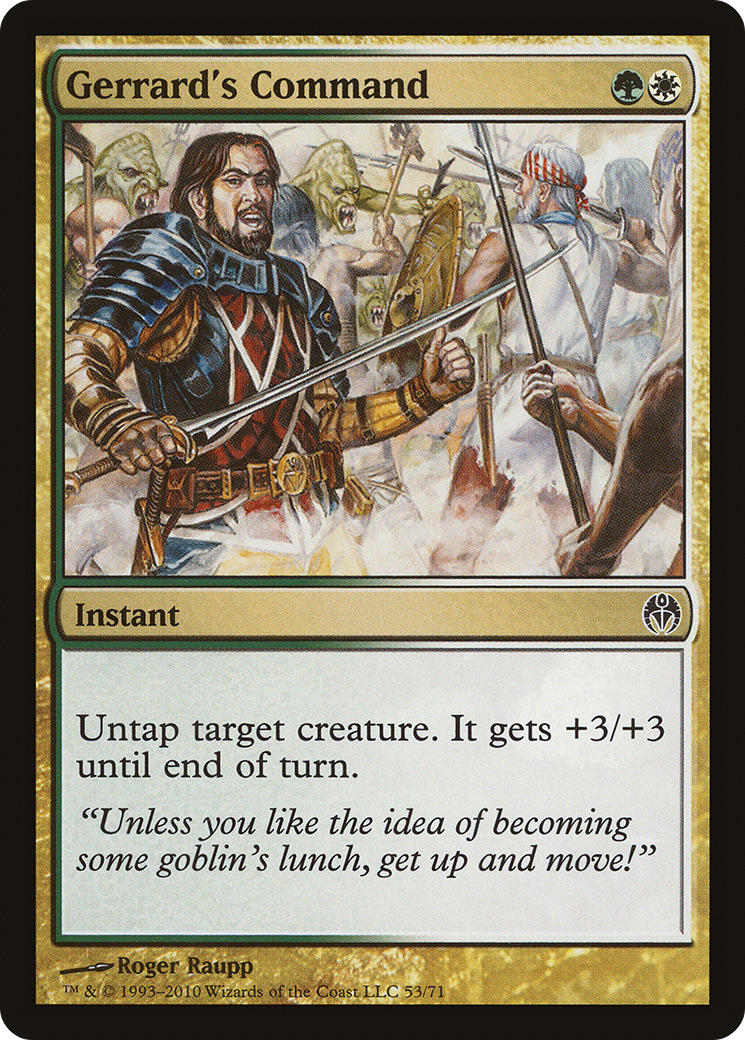 Gerrard's Command
Instant
Untap target creature. It gets +3/+3
until end of turn.
“Unless you like the idea of becoming
some goblin's lunch, get up and move!”
Roger Raupp
™ & © 1993–2010 Wizards of the Coast LLC 53/71